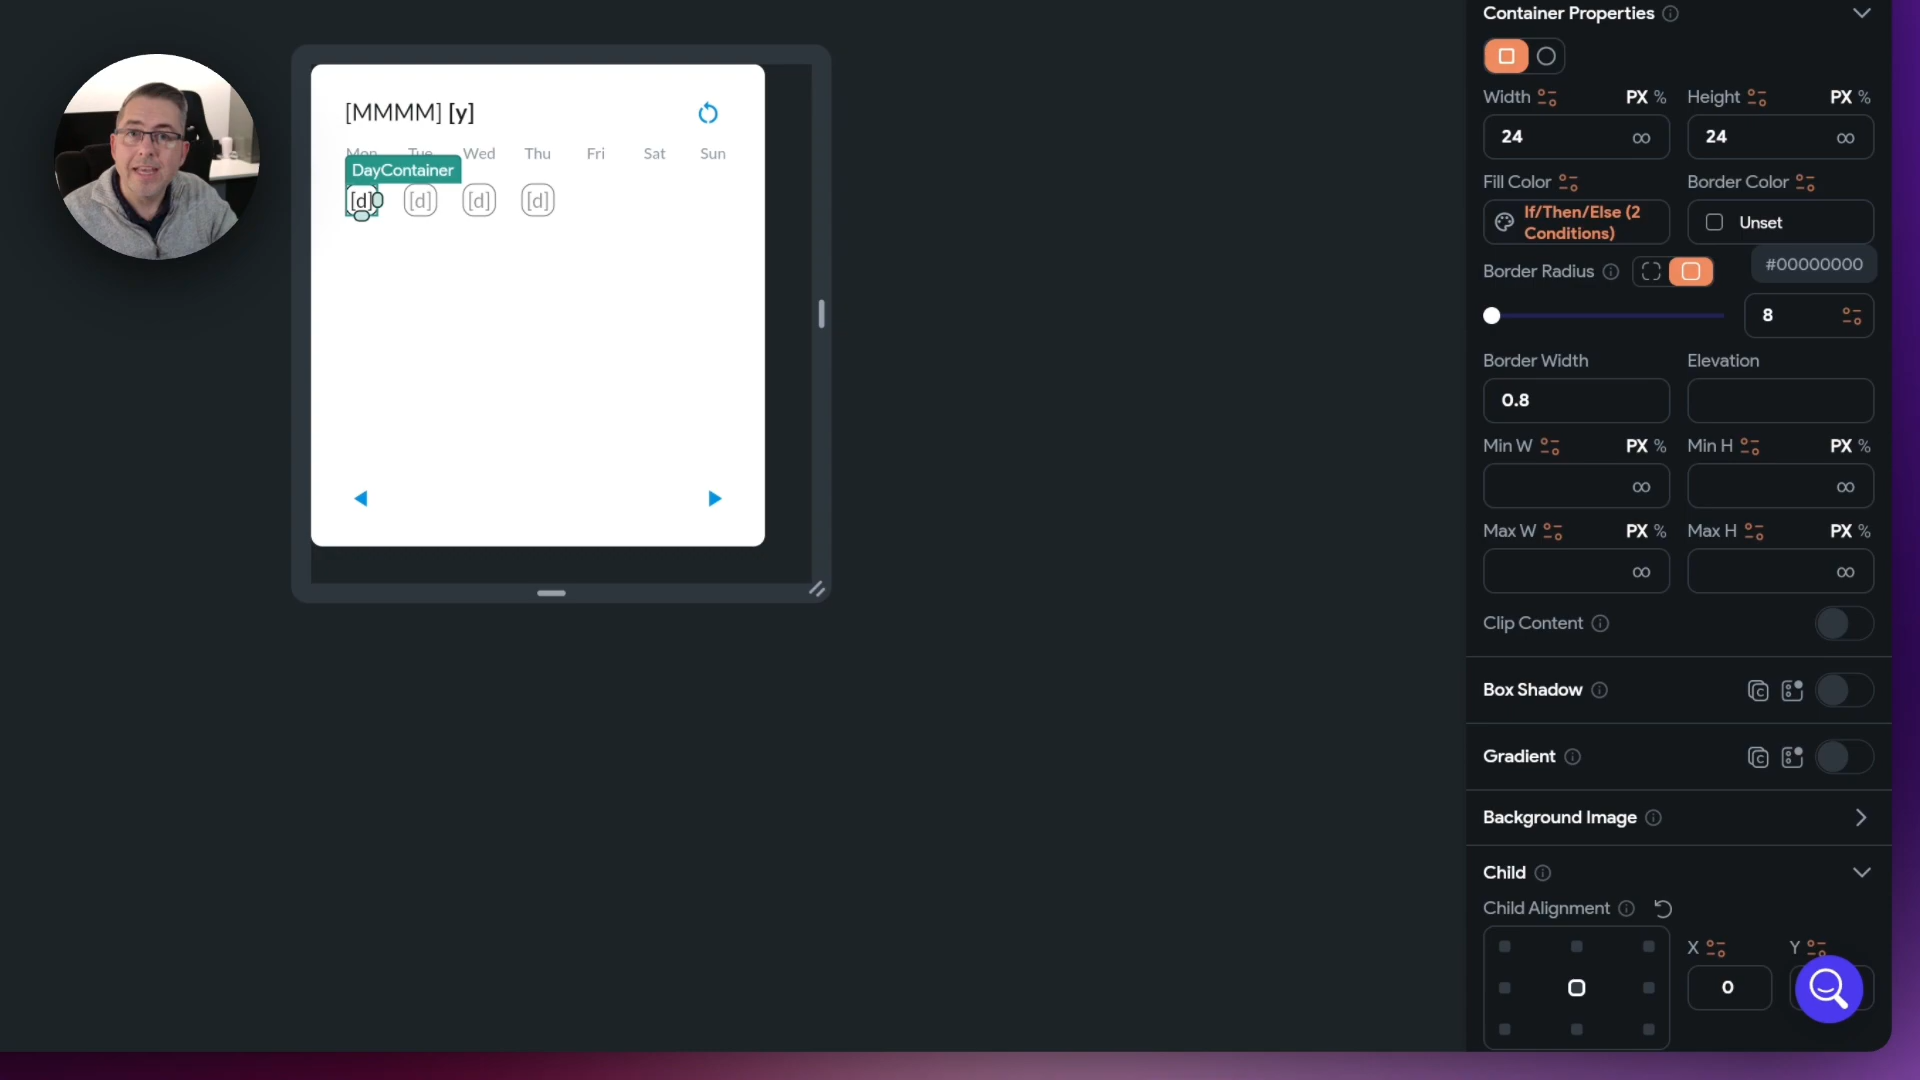 Container Properties
Width PX % Height PX %
24 ∞ 24 ∞
Fill Color Border Color
If/Then/Else (2 Conditions)
Unset
#00000000
Border Radius
8
Border Width Elevation
0.8
Min W PX % Min H PX %
∞ ∞
Max W PX % Max H PX %
∞ ∞
Clip Content
Box Shadow
Gradient
Background Image
Child
Child Alignment
X Y
0
[MMMM] [y]
Mon Tue Wed Thu Fri Sat Sun
DayContainer
[d] [d] [d] [d]